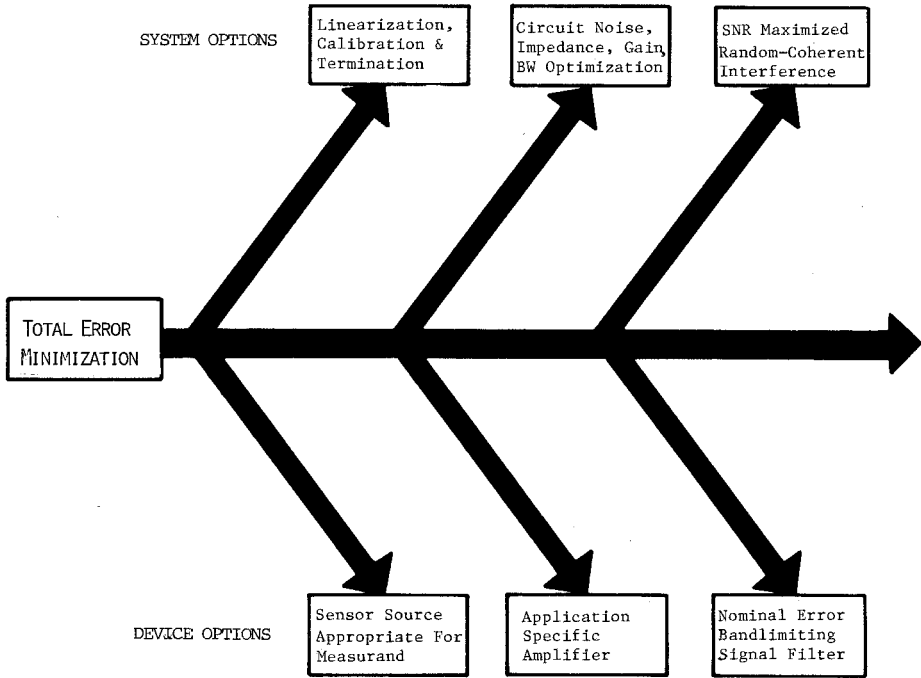 SYSTEM OPTIONS
Linearization,
Calibration &
Termination
Circuit Noise,
Impedance, Gain,
BW Optimization
SNR Maximized
Random-Coherent
Interference
TOTAL ERROR
MINIMIZATION
DEVICE OPTIONS
Sensor Source
Appropriate For
Measurand
Application
Specific
Amplifier
Nominal Error
Bandlimiting
Signal Filter